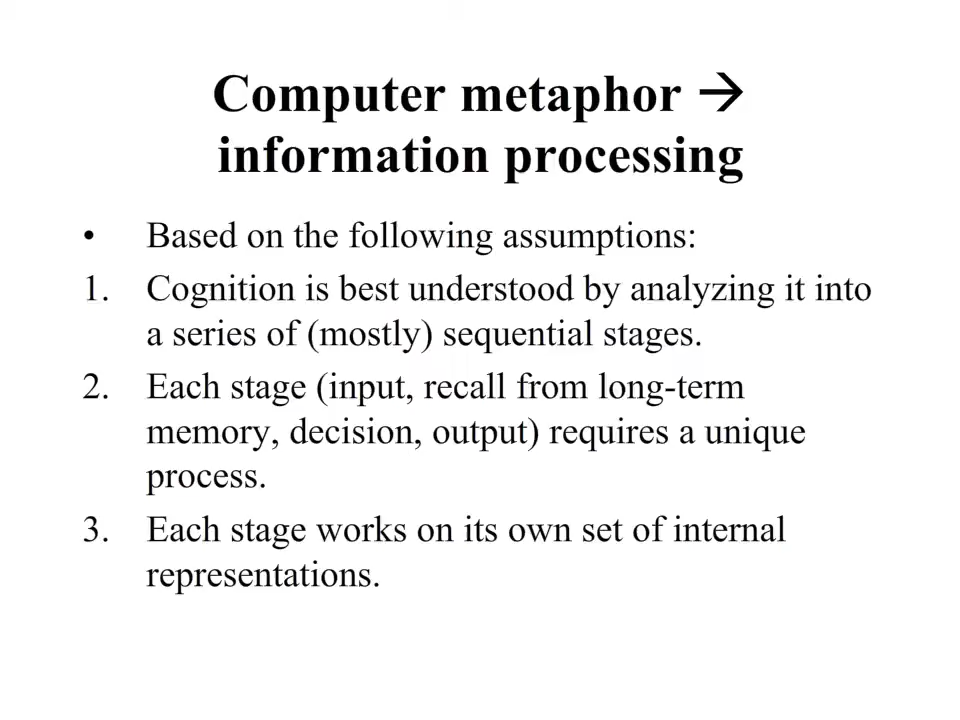 Computer metaphor →
information processing
• Based on the following assumptions:
1. Cognition is best understood by analyzing it into
a series of (mostly) sequential stages.
2. Each stage (input, recall from long-term
memory, decision, output) requires a unique
process.
3. Each stage works on its own set of internal
representations.